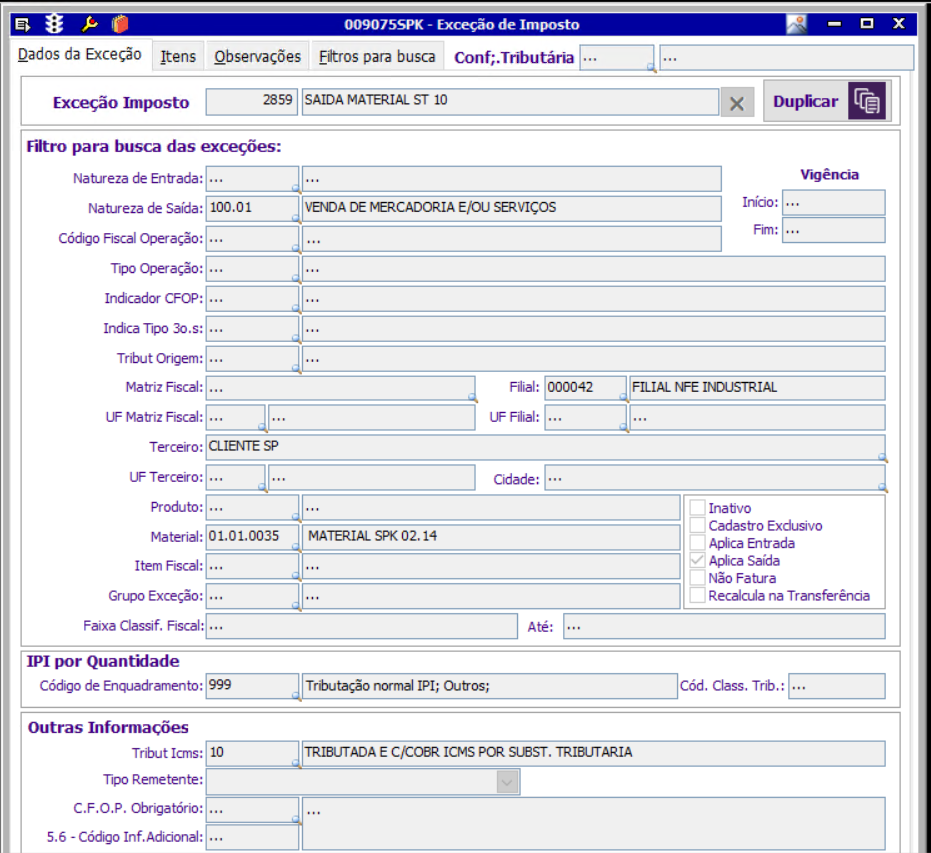 009075SPK - Exceção de Imposto
Dados da Exceção Itens Observações Filtros para busca Conf;.Tributária ... ...
Exceção Imposto 2859 SAIDA MATERIAL ST 10 Duplicar
Filtro para busca das exceções:
Natureza de Entrada: ... ... Vigência
Natureza de Saída: 100.01 VENDA DE MERCADORIA E/OU SERVIÇOS Início: ...
Código Fiscal Operação: ... ... Fim: ...
Tipo Operação: ... ...
Indicador CFOP: ... ...
Indica Tipo 3o.s: ... ...
Tribut Origem: ... ...
Matriz Fiscal: ... Filial: 000042 FILIAL NFE INDUSTRIAL
UF Matriz Fiscal: ... ... UF Filial: ... ...
Terceiro: CLIENTE SP
UF Terceiro: ... ... Cidade: ...
Produto: ... ... Inativo
Cadastro Exclusivo
Material: 01.01.0035 MATERIAL SPK 02.14 Aplica Entrada
Aplica Saída
Item Fiscal: ... ... Não Fatura
Grupo Exceção: ... ... Recalcula na Transferência
Faixa Classif. Fiscal: ... Até: ...
IPI por Quantidade
Código de Enquadramento: 999 Tributação normal IPI; Outros; Cód. Class. Trib.: ...
Outras Informações
Tribut Icms: 10 TRIBUTADA E C/COBR ICMS POR SUBST. TRIBUTARIA
Tipo Remetente:
C.F.O.P. Obrigatório: ... ...
5.6 - Código Inf.Adicional: ...